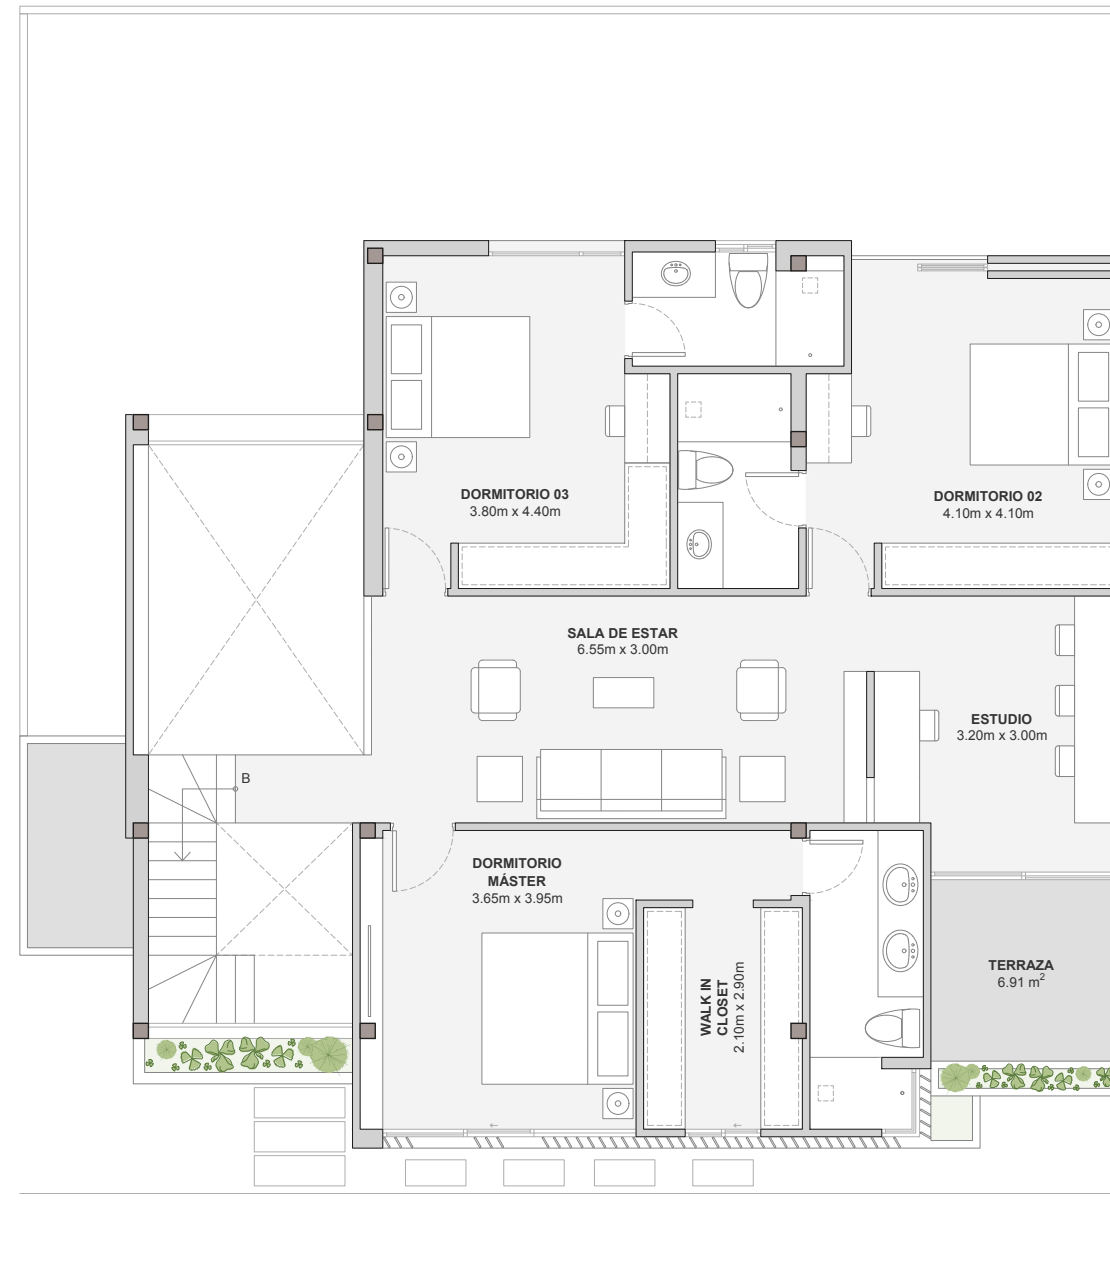 DORMITORIO 03
3.80m x 4.40m
DORMITORIO 02
4.10m x 4.10m
SALA DE ESTAR
6.55m x 3.00m
ESTUDIO
3.20m x 3.00m
B
DORMITORIO
MÁSTER
3.65m x 3.95m
WALK IN
CLOSET
2.10m x 2.90m
TERRAZA
6.91 m²